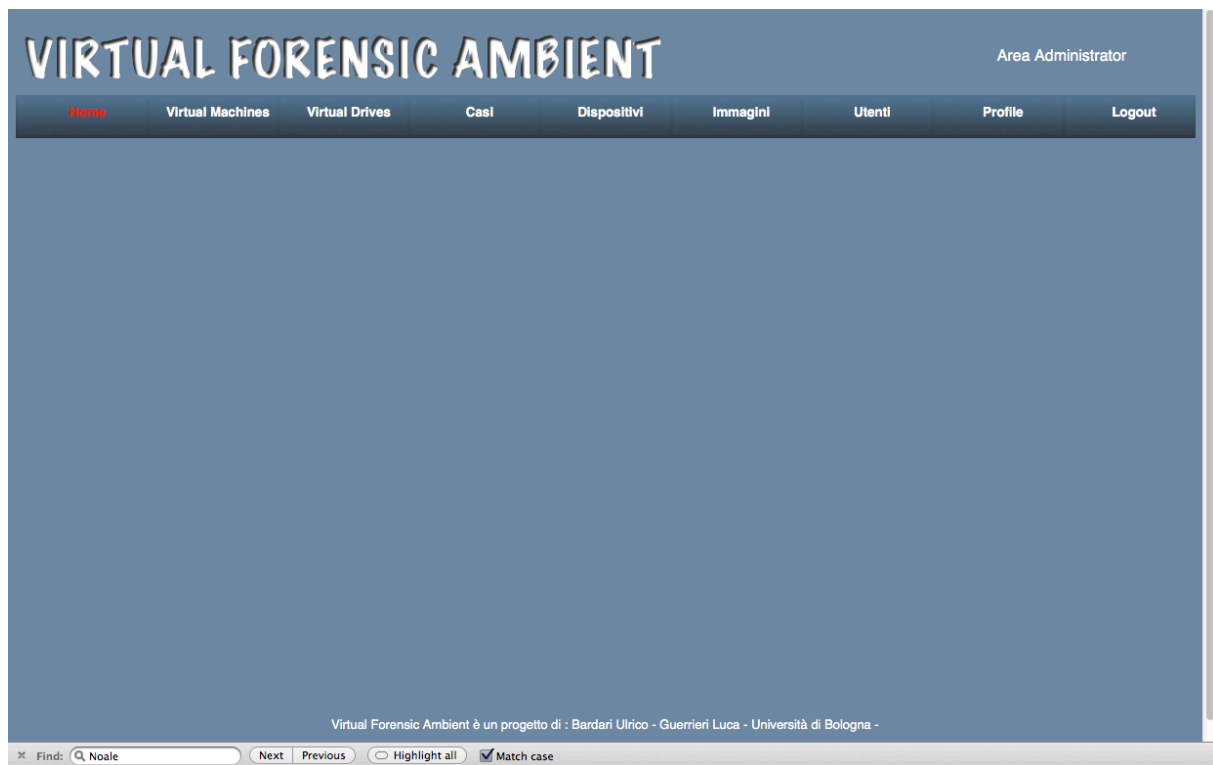 VIRTUAL FORENSIC AMBIENT
Area Administrator
Home Virtual Machines Virtual Drives Casi Dispositivi Immagini Utenti Profile Logout
Virtual Forensic Ambient è un progetto di : Bardari Ulrico - Guerrieri Luca - Università di Bologna -
Find: Noale Next Previous Highlight all Match case